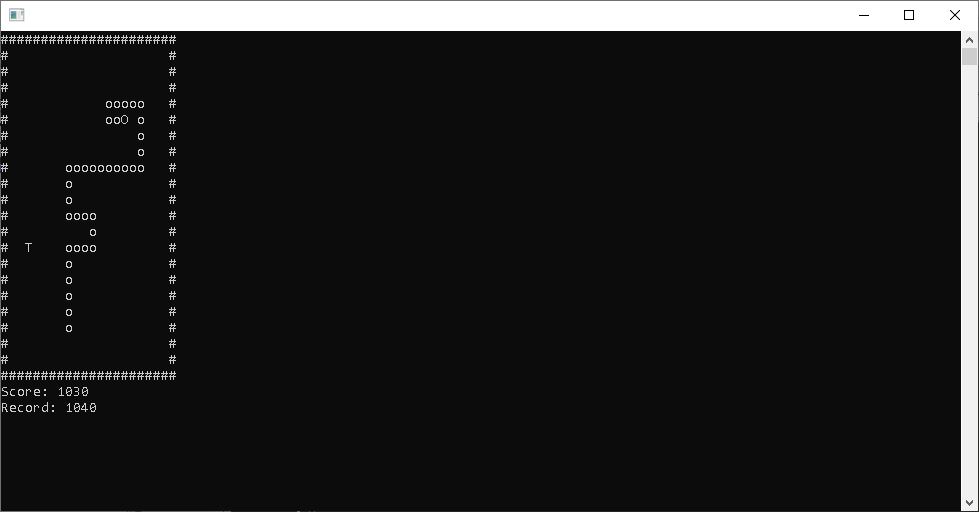 ######################
#                    #
#                    #
#                    #
#            ooooo   #
#            ooO o   #
#                o   #
#                o   #
#       oooooooooo   #
#       o            #
#       o            #
#       oooo         #
#          o         #
#  T    oooo         #
#       o            #
#       o            #
#       o            #
#       o            #
#       o            #
#                    #
#                    #
######################
Score: 1030
Record: 1040